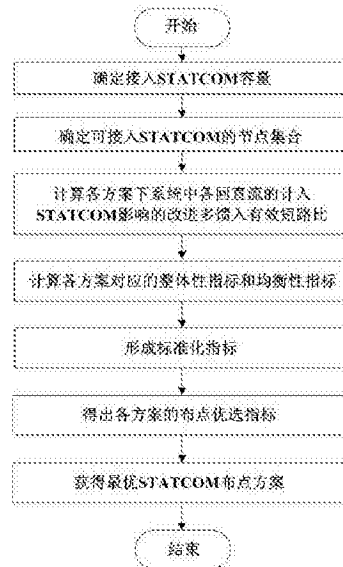 开始
确定接入STATCOM容量
确定可接入STATCOM的节点集合
计算各方案下系统中各回直流的计入
STATCOM影响的改进多馈入有效短路比
计算各方案对应的整体性指标和均衡性指标
形成标准化指标
得出各方案的布点优选指标
获得最优STATCOM布点方案
结束